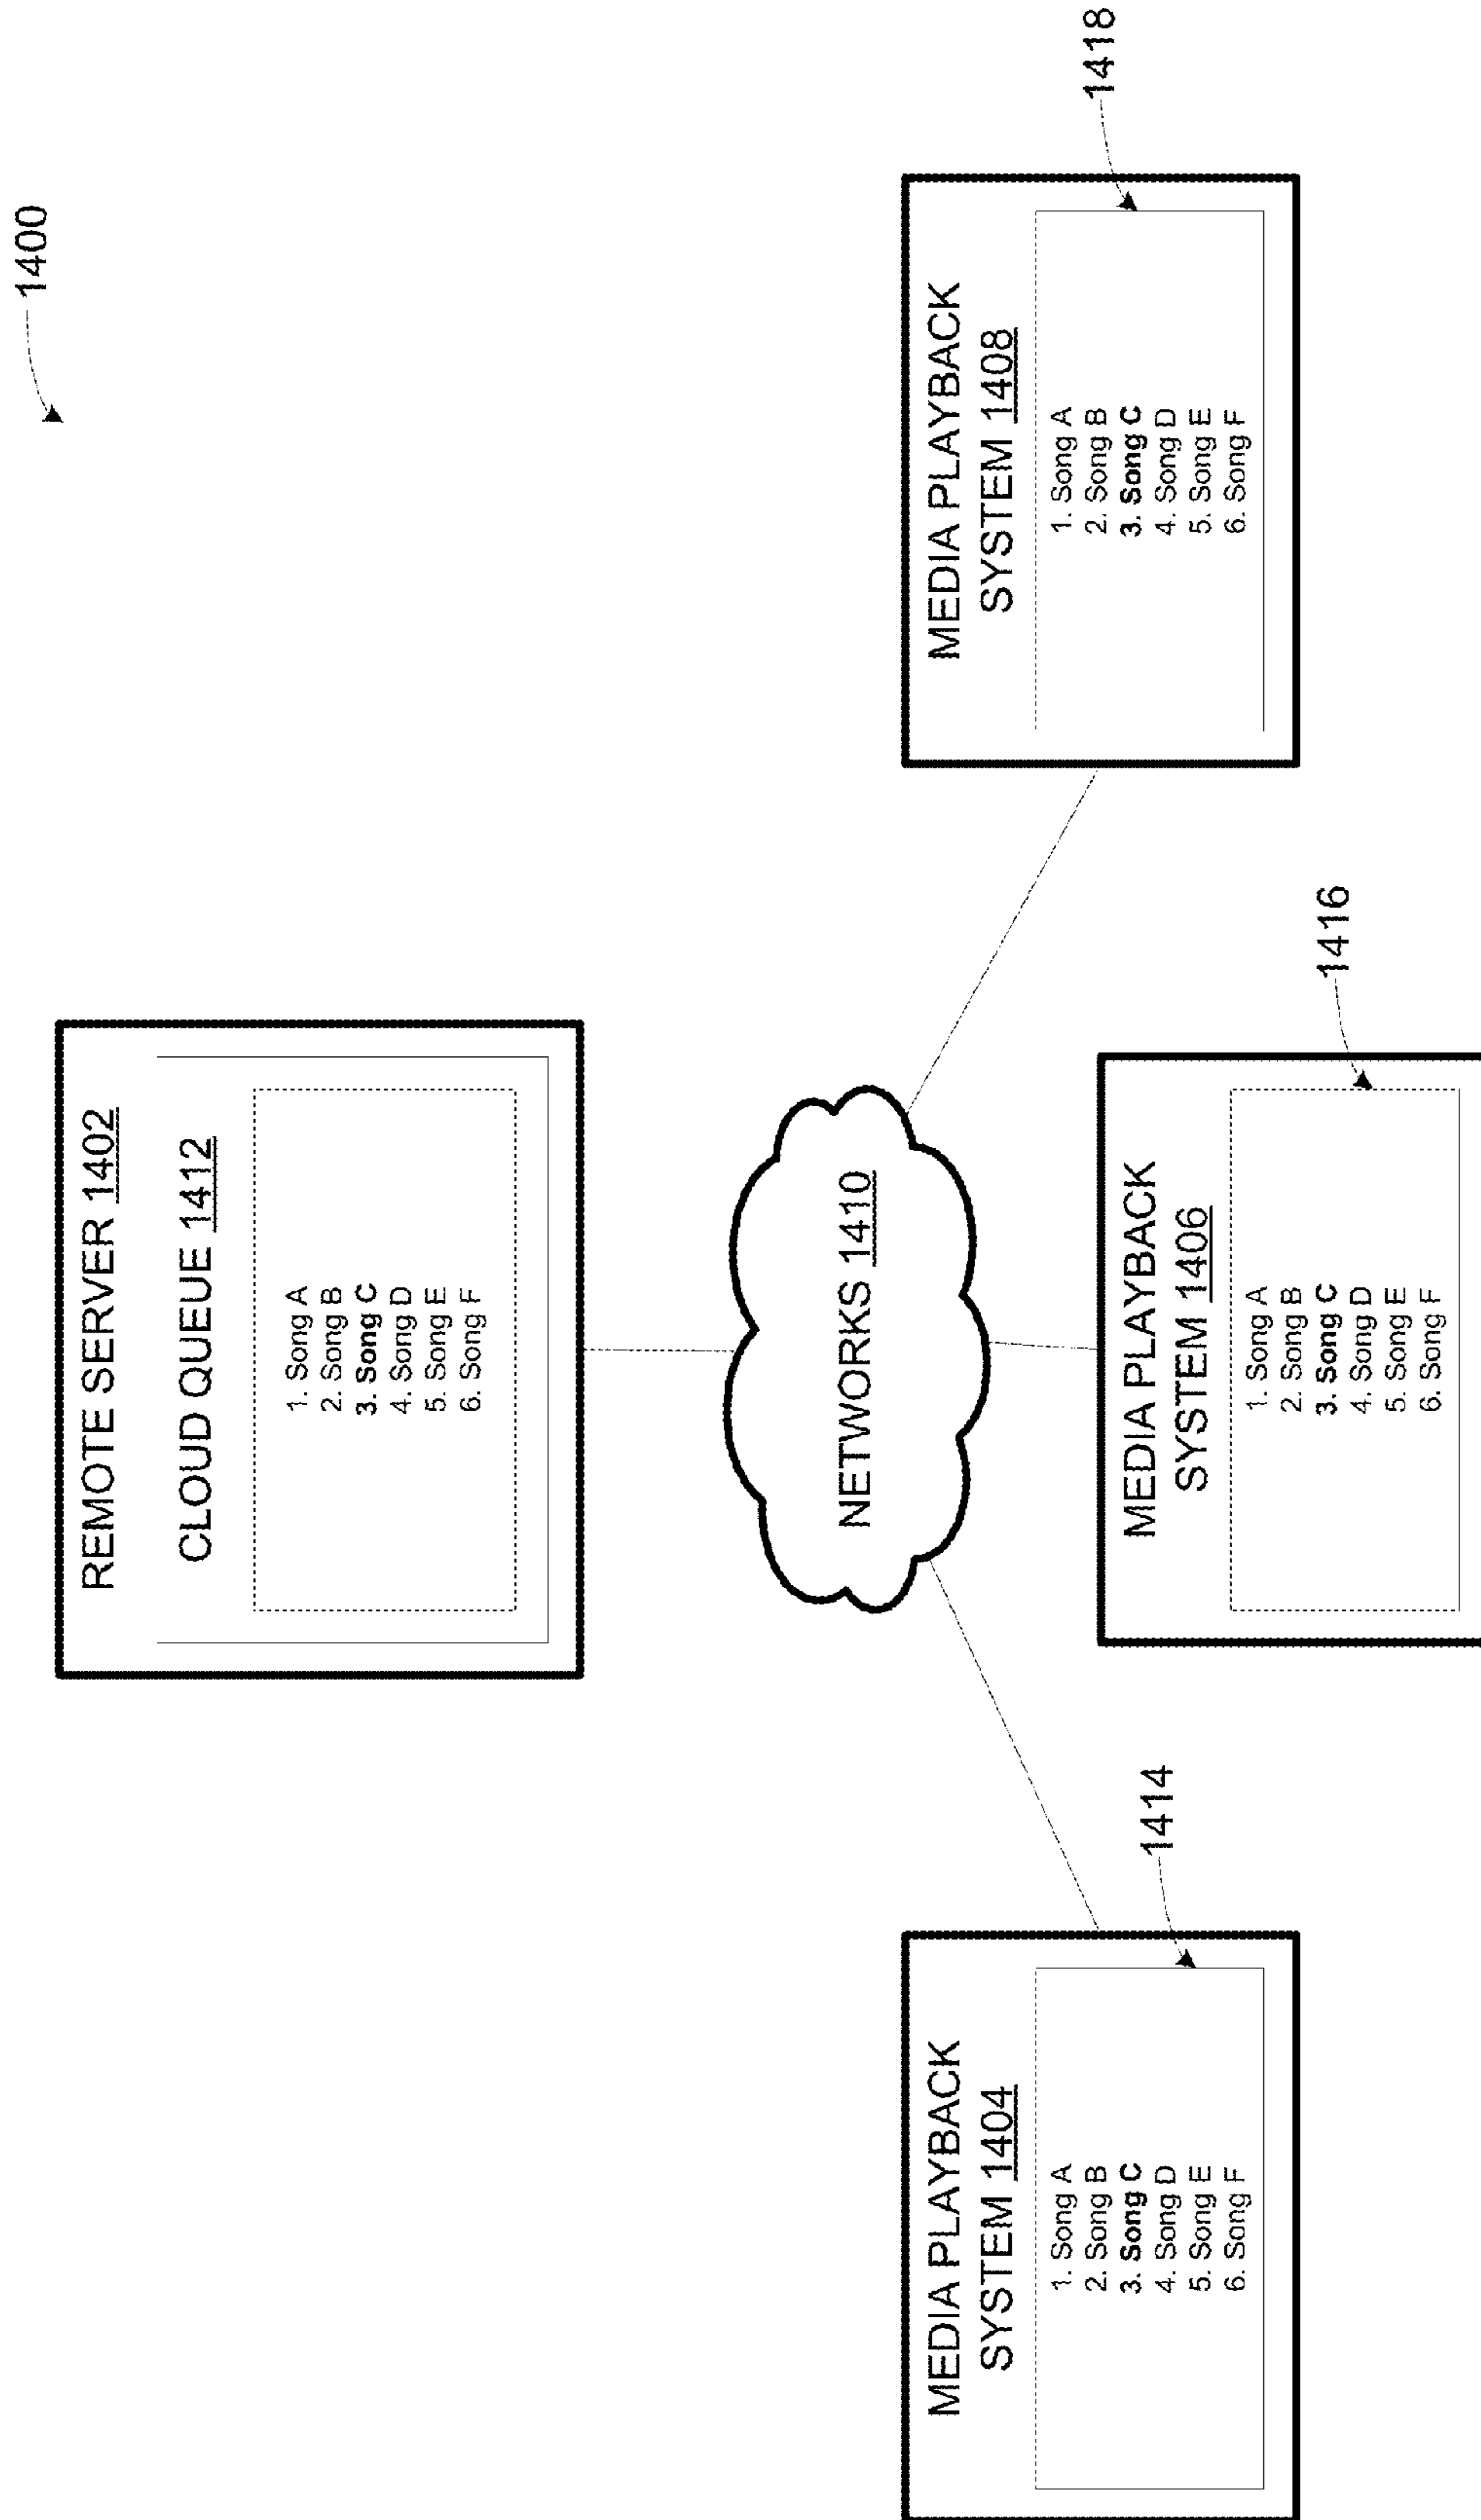 1400
REMOTE SERVER 1402
CLOUD QUEUE 1412
1. Song A
2. Song B
3. Song C
4. Song D
5. Song E
6. Song F
NETWORKS 1410
1414
MEDIA PLAYBACK
SYSTEM 1404
1. Song A
2. Song B
3. Song C
4. Song D
5. Song E
6. Song F
1416
MEDIA PLAYBACK
SYSTEM 1406
1. Song A
2. Song B
3. Song C
4. Song D
5. Song E
6. Song F
1418
MEDIA PLAYBACK
SYSTEM 1408
1. Song A
2. Song B
3. Song C
4. Song D
5. Song E
6. Song F